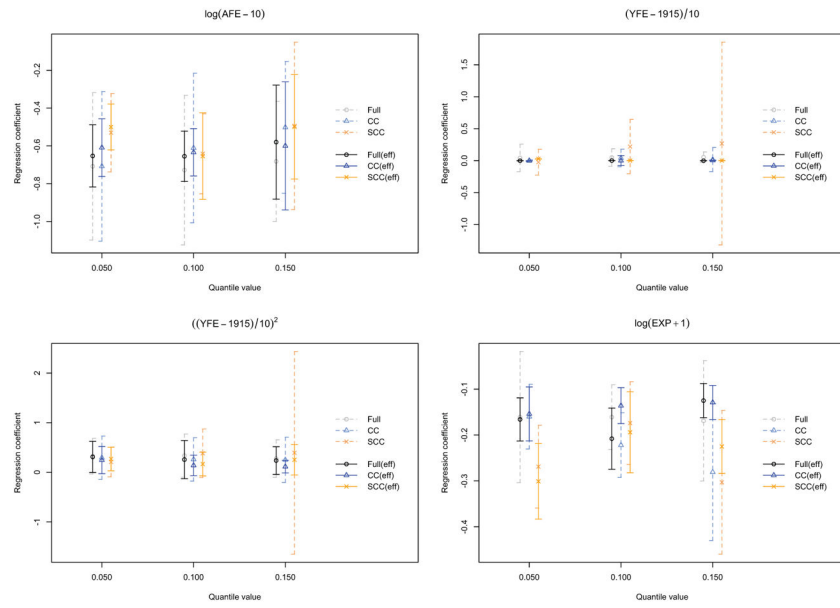 log(AFE − 10)
Regression coefficient
-0.2
-0.4
-0.6
-0.8
-1.0
0.050
0.100
0.150
Quantile value
Full
CC
SCC
Full(eff)
CC(eff)
SCC(eff)
(YFE − 1915)/10
Regression coefficient
1.5
1.0
0.5
0.0
-1.0
0.050
0.100
0.150
Quantile value
Full
CC
SCC
Full(eff)
CC(eff)
SCC(eff)
((YFE − 1915)/10)²
Regression coefficient
2
1
0
-1
0.050
0.100
0.150
Quantile value
Full
CC
SCC
Full(eff)
CC(eff)
SCC(eff)
log(EXP + 1)
Regression coefficient
-0.1
-0.2
-0.3
-0.4
0.050
0.100
0.150
Quantile value
Full
CC
SCC
Full(eff)
CC(eff)
SCC(eff)